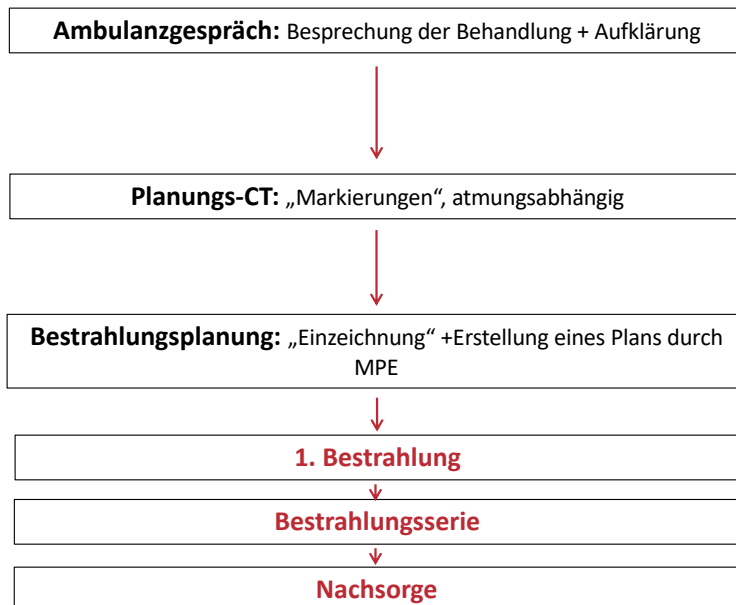 Ambulanzgespräch: Besprechung der Behandlung + Aufklärung
Planungs-CT: „Markierungen“, atmungsabhängig
Bestrahlungsplanung: „Einzeichnung“ +Erstellung eines Plans durch
MPE
1. Bestrahlung
Bestrahlungsserie
Nachsorge